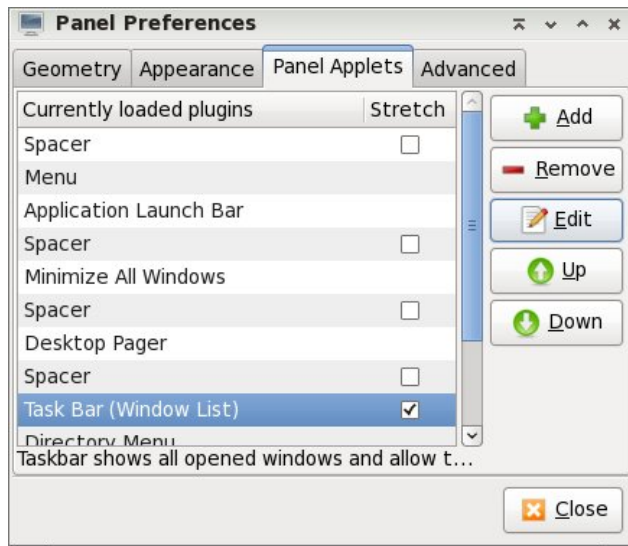 Panel Preferences
Geometry Appearance Panel Applets Advanced
Currently loaded plugins Stretch
Add
Spacer
Remove
Menu
Application Launch Bar
Edit
Spacer
Minimize All Windows
Up
Spacer
Down
Desktop Pager
Spacer
Task Bar (Window List)
Directory Menu
Taskbar shows all opened windows and allow t...
Close